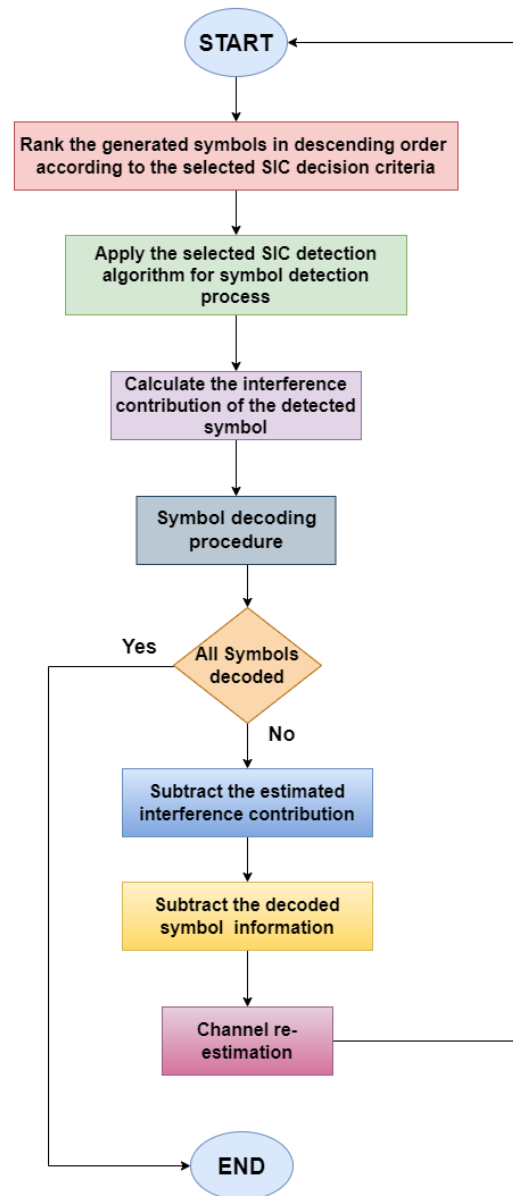 START
Rank the generated symbols in descending order
according to the selected SIC decision criteria
Apply the selected SIC detection
algorithm for symbol detection
process
Calculate the interference
contribution of the detected
symbol
Symbol decoding
procedure
Yes
All Symbols
decoded
No
Subtract the estimated
interference contribution
Subtract the decoded
symbol information
Channel re-
estimation
END